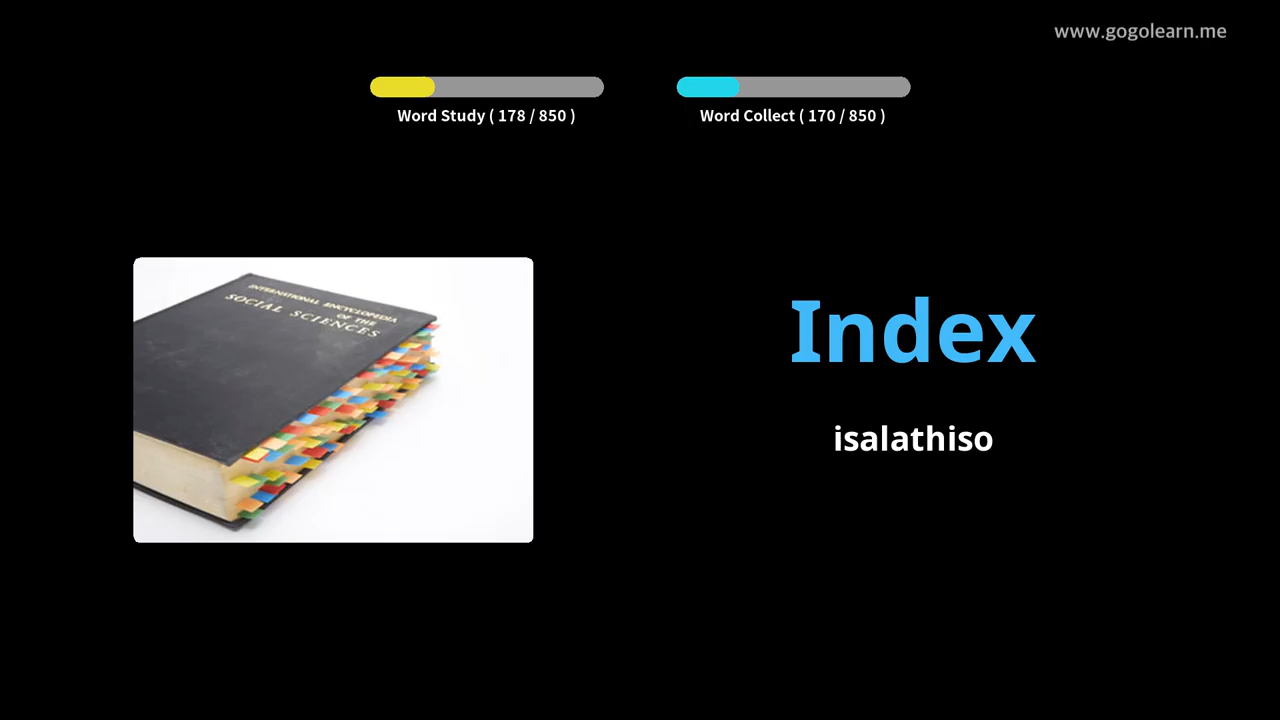 www.gogolearn.me
Word Study ( 178 / 850 )
Word Collect ( 170 / 850 )
INTERNATIONAL ENCYCLOPEDIA
OF THE
SOCIAL SCIENCES
Index
isalathiso